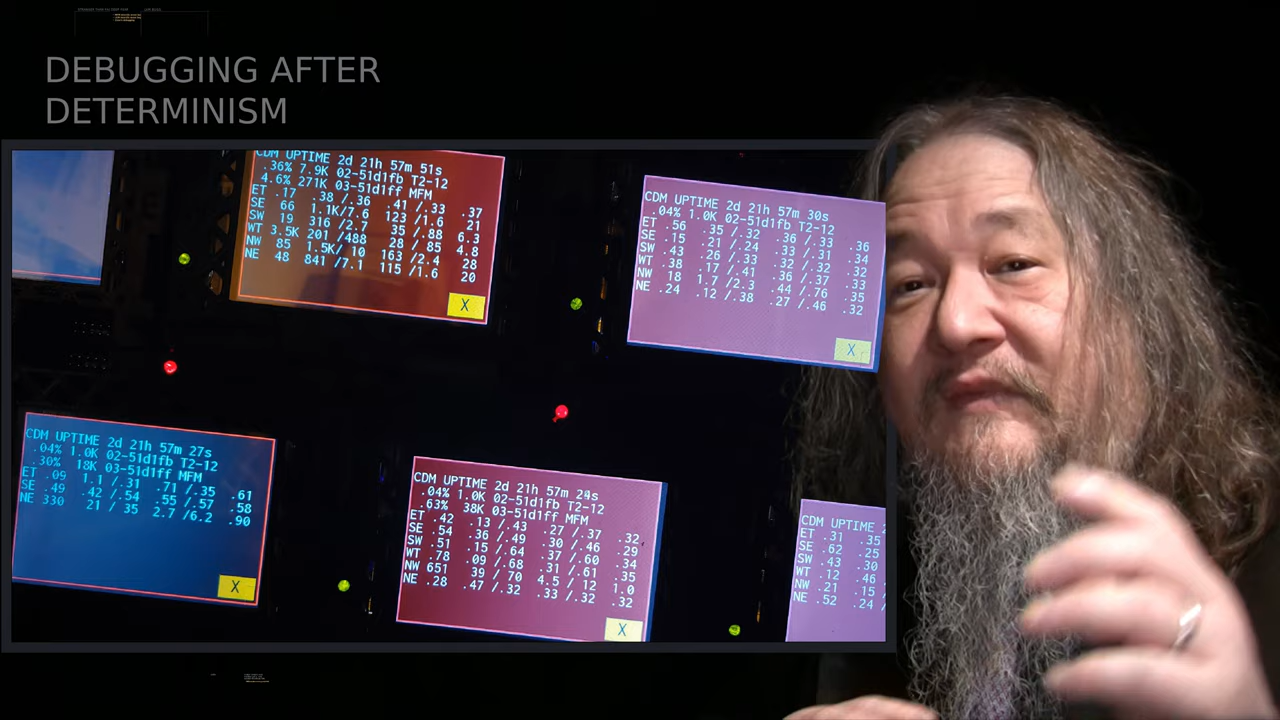 DEBUGGING AFTER
DETERMINISM
CDM UPTIME 2d 21h 57m 51s
.36% 7.9K 02-51d1fb T2-12
4.6% 271K 03-51d1ff MFM
ET .17 .38 /.36 .41 /.33 .37
SE 66 1.1K/7.6 123 /1.6 21
SW 19 316 /2.7 35 /.88 6.3
WT 3.5K 201 /488 28 / 85 4.8
NW 85 1.5K/ 10 163 /2.4 28
NE 48 841 /7.1 115 /1.6 20
X
CDM UPTIME 2d 21h 57m 30s
.04% 1.0K 02-51d1fb T2-12
ET .56 .35 /.32 .36 /.33 .36
SE .15 .21 /.24 .33 /.31 .34
SW .43 .26 /.33 .32 /.32 .32
WT .38 .17 /.41 .36 /.37 .33
NW 18 1.7 /2.3 .44 /.76 .35
NE .24 .12 /.38 .27 /.46 .32
X
CDM UPTIME 2d 21h 57m 27s
.04% 1.0K 02-51d1fb T2-12
.30% 18K 03-51d1ff MFM
ET .09 1.1 /.31 .71 /.35 .61
SE .49 .42 /.54 .55 /.57 .58
NE 330 21 / 35 2.7 /6.2 .90
X
CDM UPTIME 2d 21h 57m 24s
.04% 1.0K 02-51d1fb T2-12
.63% 38K 03-51d1ff MFM
ET .42 .13 /.43 .27 /.37 .32
SE .54 .36 /.49 .30 /.46 .29
SW .51 .15 /.64 .37 /.60 .34
WT .78 .09 /.68 .31 /.61 .35
NW 651 39 / 70 4.5 / 12 1.0
NE .28 .47 /.32 .33 /.32 .32
X
CDM UPTIME
ET .31 .35
SE .62 .25
SW .43 .30
WT .12 .46
NW .21 .15 /
NE .52 .24 /